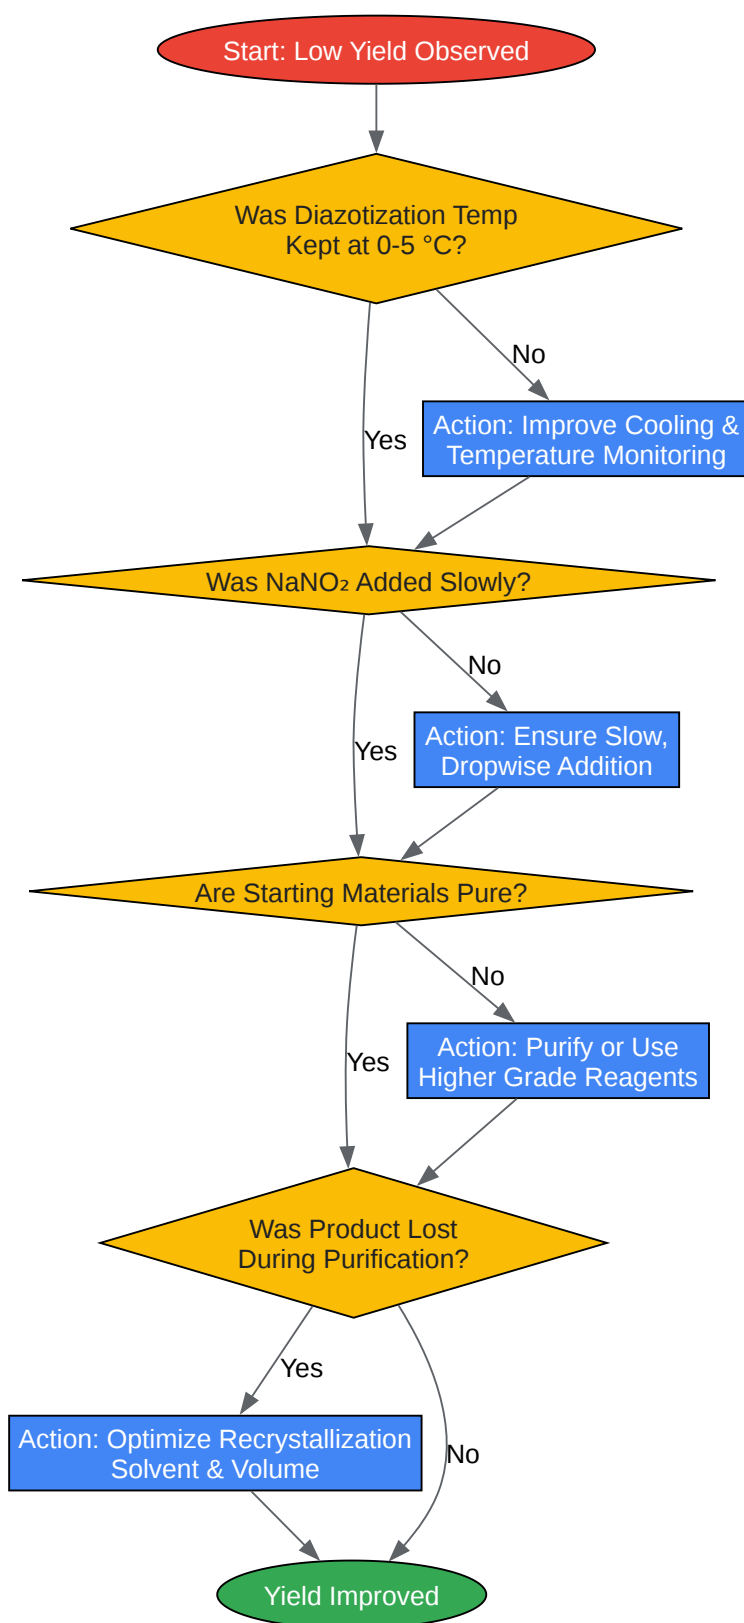 Start: Low Yield Observed
Was Diazotization Temp
Kept at 0-5 °C?
No
Action: Improve Cooling &
Temperature Monitoring
Yes
Was NaNO₂ Added Slowly?
No
Action: Ensure Slow,
Dropwise Addition
Yes
Are Starting Materials Pure?
No
Action: Purify or Use
Higher Grade Reagents
Yes
Was Product Lost
During Purification?
Yes
Action: Optimize Recrystallization
Solvent & Volume
No
Yield Improved